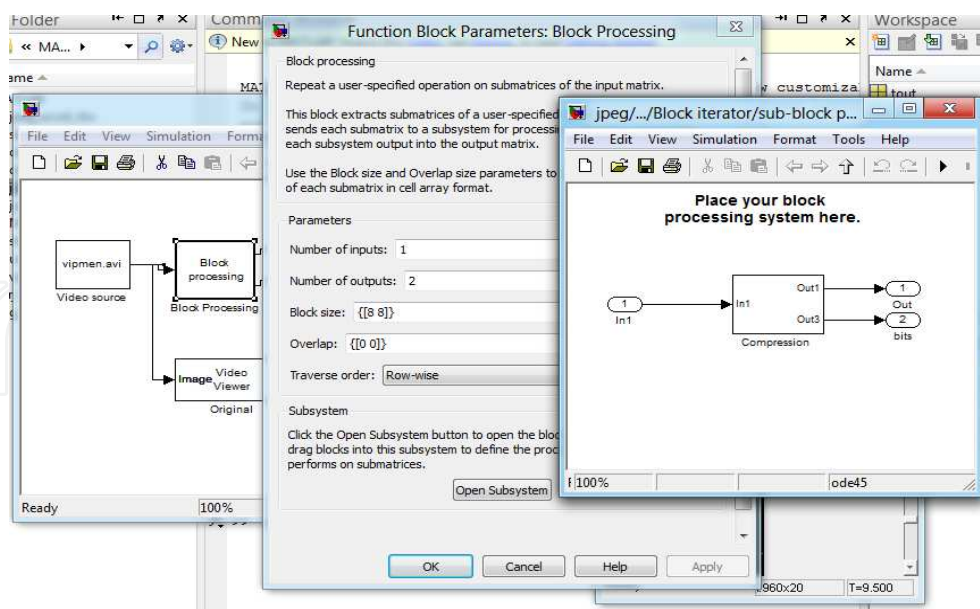 Folder
Comm
Workspace
« MA...
New
ame
MA
w customiza
Name
tout
Function Block Parameters: Block Processing
Block processing
Repeat a user-specified operation on submatrices of the input matrix.
This block extracts submatrices of a user-specified
sends each submatrix to a subsystem for processi
each subsystem output into the output matrix.
Use the Block size and Overlap size parameters to
of each submatrix in cell array format.
Parameters
Number of inputs: 1
Number of outputs: 2
Block size: {[8 8]}
Overlap: {[0 0]}
Traverse order: Row-wise
Subsystem
Click the Open Subsystem button to open the bloc
drag blocks into this subsystem to define the proc
performs on submatrices.
Open Subsystem
OK Cancel Help Apply
File Edit View Simulation Forma
vipmen.avi
Video source
Block
processing
Block Processing
Image Video
Viewer
Original
Ready 100%
jpeg/.../Block iterator/sub-block p...
File Edit View Simulation Format Tools Help
Place your block
processing system here.
1
In1
In1
Out1
Out3
Compression
1
Out
2
bits
100% ode45
960x20 T=9.500